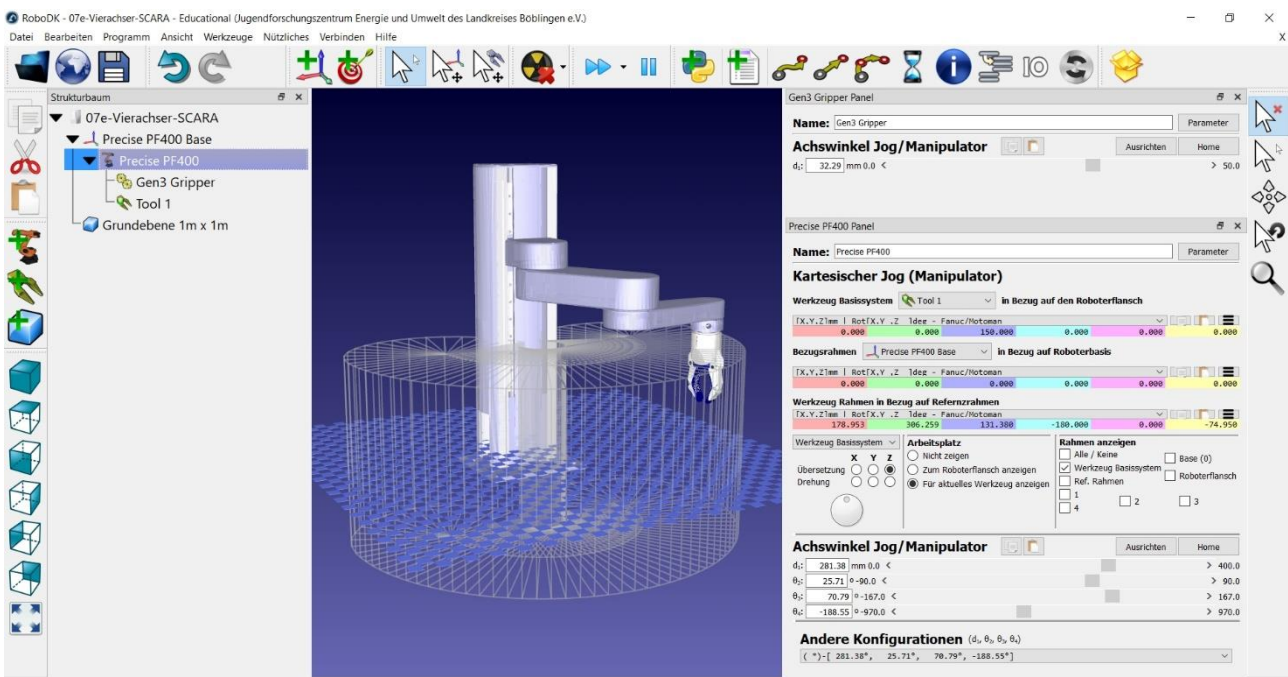 RoboDK - 07e-Vierachser-SCARA - Educational (Jugendforschungszentrum Energie und Umwelt des Landkreises Böblingen e.V.)
Datei Bearbeiten Programm Ansicht Werkzeuge Nützliches Verbinden Hilfe
X
IO
Strukturbaum
07e-Vierachser-SCARA
Precise PF400 Base
Precise PF400
Gen3 Gripper
Tool 1
Grundebene 1m x 1m
Gen3 Gripper Panel
Name: Gen3 Gripper Parameter
Achswinkel Jog/Manipulator Ausrichten Home
d₁: 32.29 mm 0.0 < > 50.0
Precise PF400 Panel
Name: Precise PF400 Parameter
Kartesischer Jog (Manipulator)
Werkzeug Basissystem Tool 1 in Bezug auf den Roboterflansch
[X,Y,Z]mm | Rot[X,Y ,Z ]deg - Fanuc/Motoman
0.000 0.000 150.000 0.000 0.000 0.000
Bezugsrahmen Precise PF400 Base in Bezug auf Roboterbasis
[X,Y,Z]mm | Rot[X,Y ,Z ]deg - Fanuc/Motoman
0.000 0.000 0.000 0.000 0.000 0.000
Werkzeug Rahmen in Bezug auf Refernzrahmen
[X,Y,Z]mm | Rot[X,Y ,Z ]deg - Fanuc/Motoman
178.953 306.259 131.380 -180.000 0.000 -74.950
Werkzeug Basissystem
X Y Z
Übersetzung
Drehung
Arbeitsplatz
Nicht zeigen
Zum Roboterflansch anzeigen
Für aktuelles Werkzeug anzeigen
Rahmen anzeigen
Alle / Keine Base (0)
Werkzeug Basissystem Roboterflansch
Ref. Rahmen
1 2 3
4
Achswinkel Jog/Manipulator Ausrichten Home
d₁: 281.38 mm 0.0 < > 400.0
θ₂: 25.71 ° -90.0 < > 90.0
θ₃: 70.79 ° -167.0 < > 167.0
θ₄: -188.55 ° -970.0 < > 970.0
Andere Konfigurationen (d₁, θ₂, θ₃, θ₄)
( *)-[ 281.38°, 25.71°, 70.79°, -188.55°]